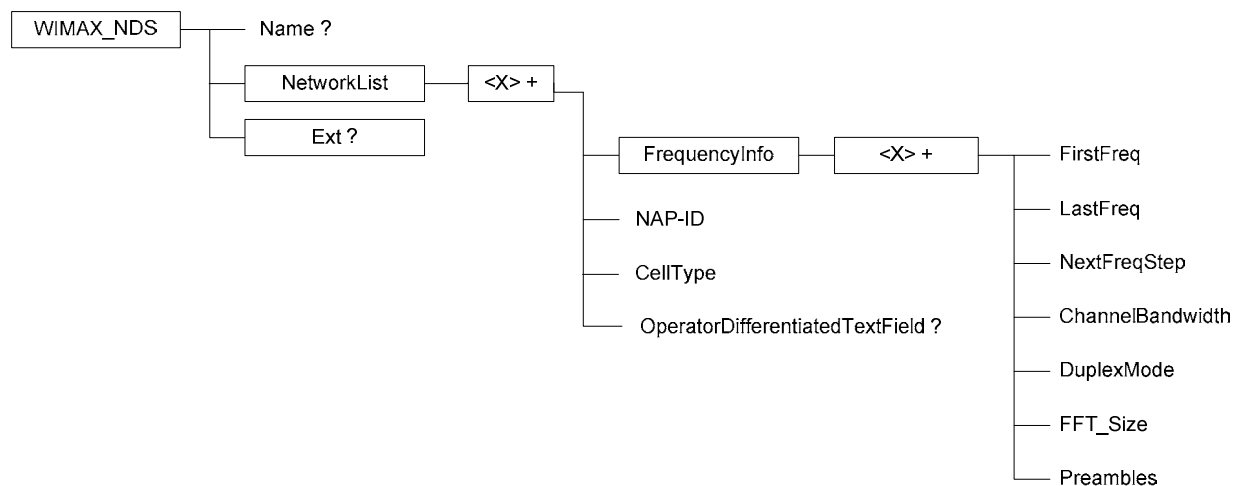 WIMAX_NDS
Name ?
NetworkList
<X> +
Ext ?
FrequencyInfo
<X> +
FirstFreq
LastFreq
NAP-ID
NextFreqStep
CellType
ChannelBandwidth
OperatorDifferentiatedTextField ?
DuplexMode
FFT_Size
Preambles